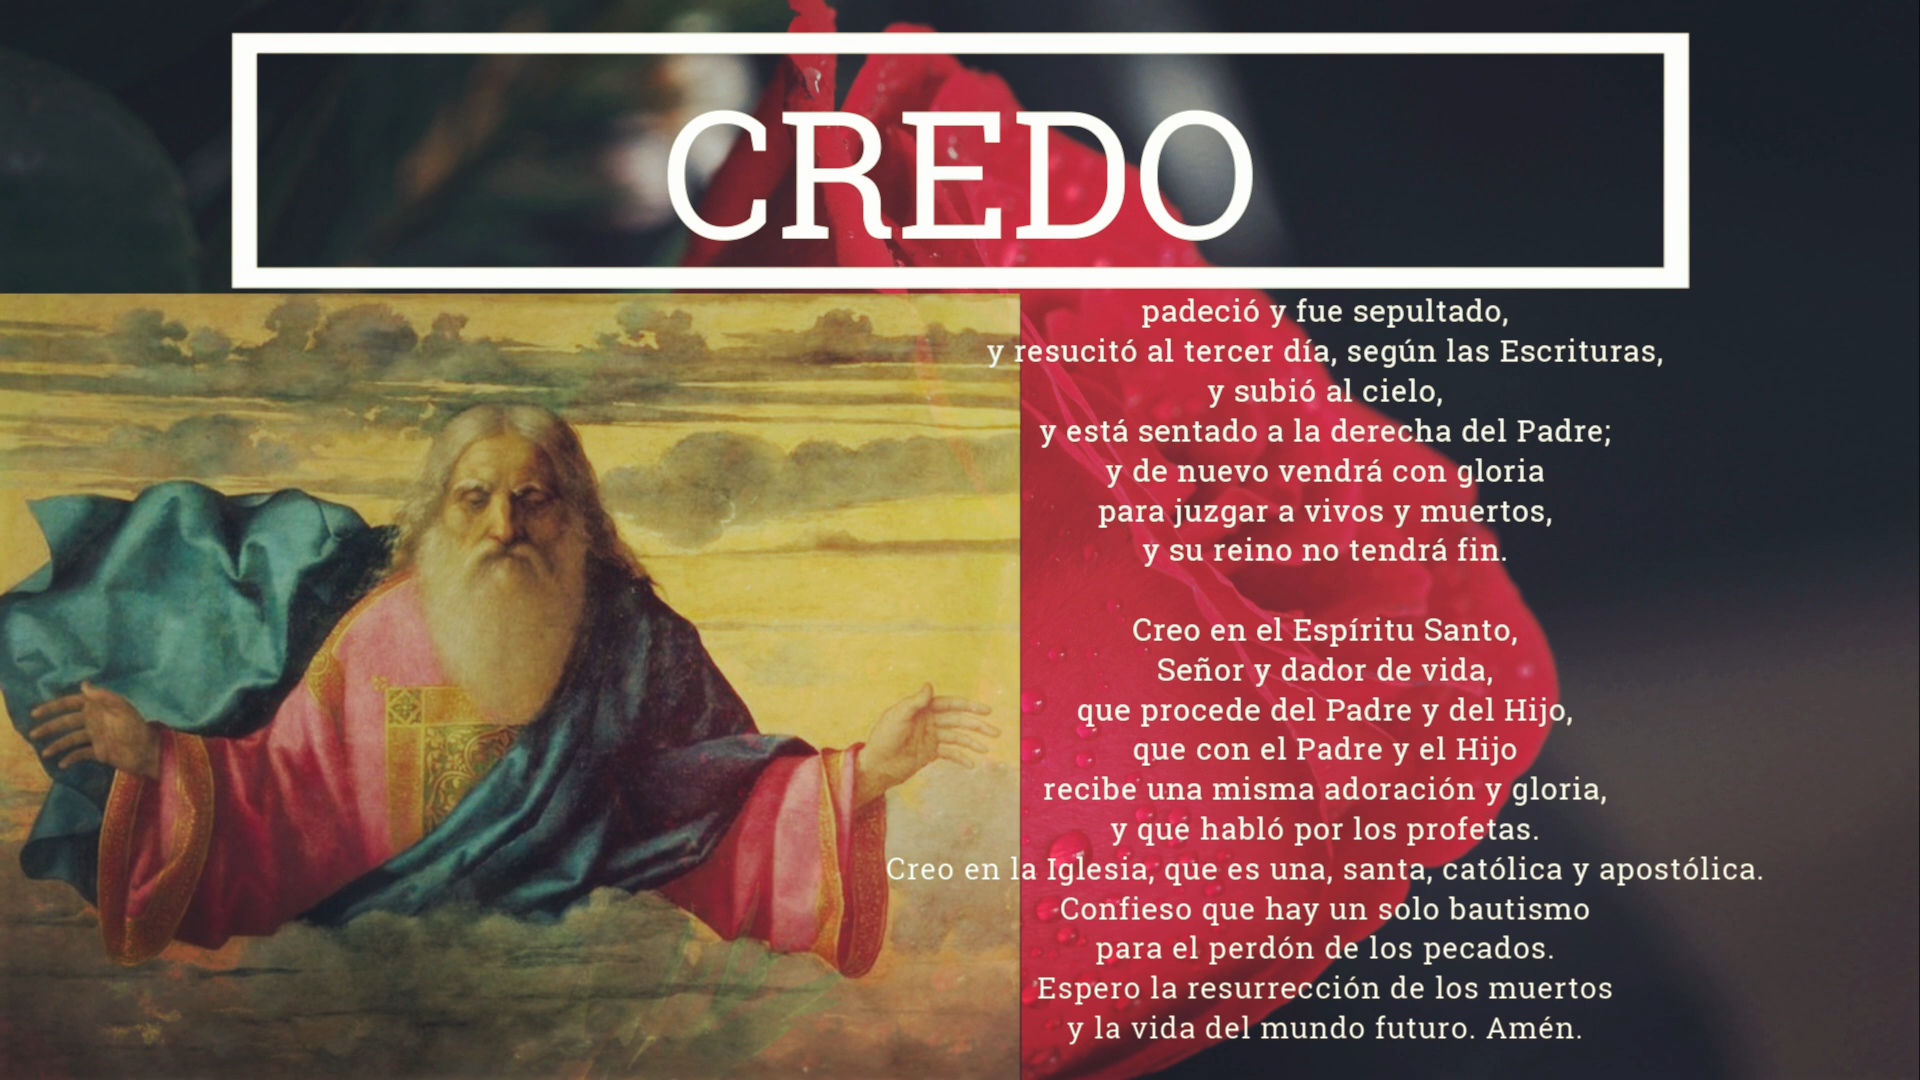 CREDO
padeció y fue sepultado,
y resucitó al tercer día, según las Escrituras,
y subió al cielo,
y está sentado a la derecha del Padre;
y de nuevo vendrá con gloria
para juzgar a vivos y muertos,
y su reino no tendrá fin.
Creo en el Espíritu Santo,
Señor y dador de vida,
que procede del Padre y del Hijo,
que con el Padre y el Hijo
recibe una misma adoración y gloria,
y que habló por los profetas.
Creo en la Iglesia, que es una, santa, católica y apostólica.
Confieso que hay un solo bautismo
para el perdón de los pecados.
Espero la resurrección de los muertos
y la vida del mundo futuro. Amén.